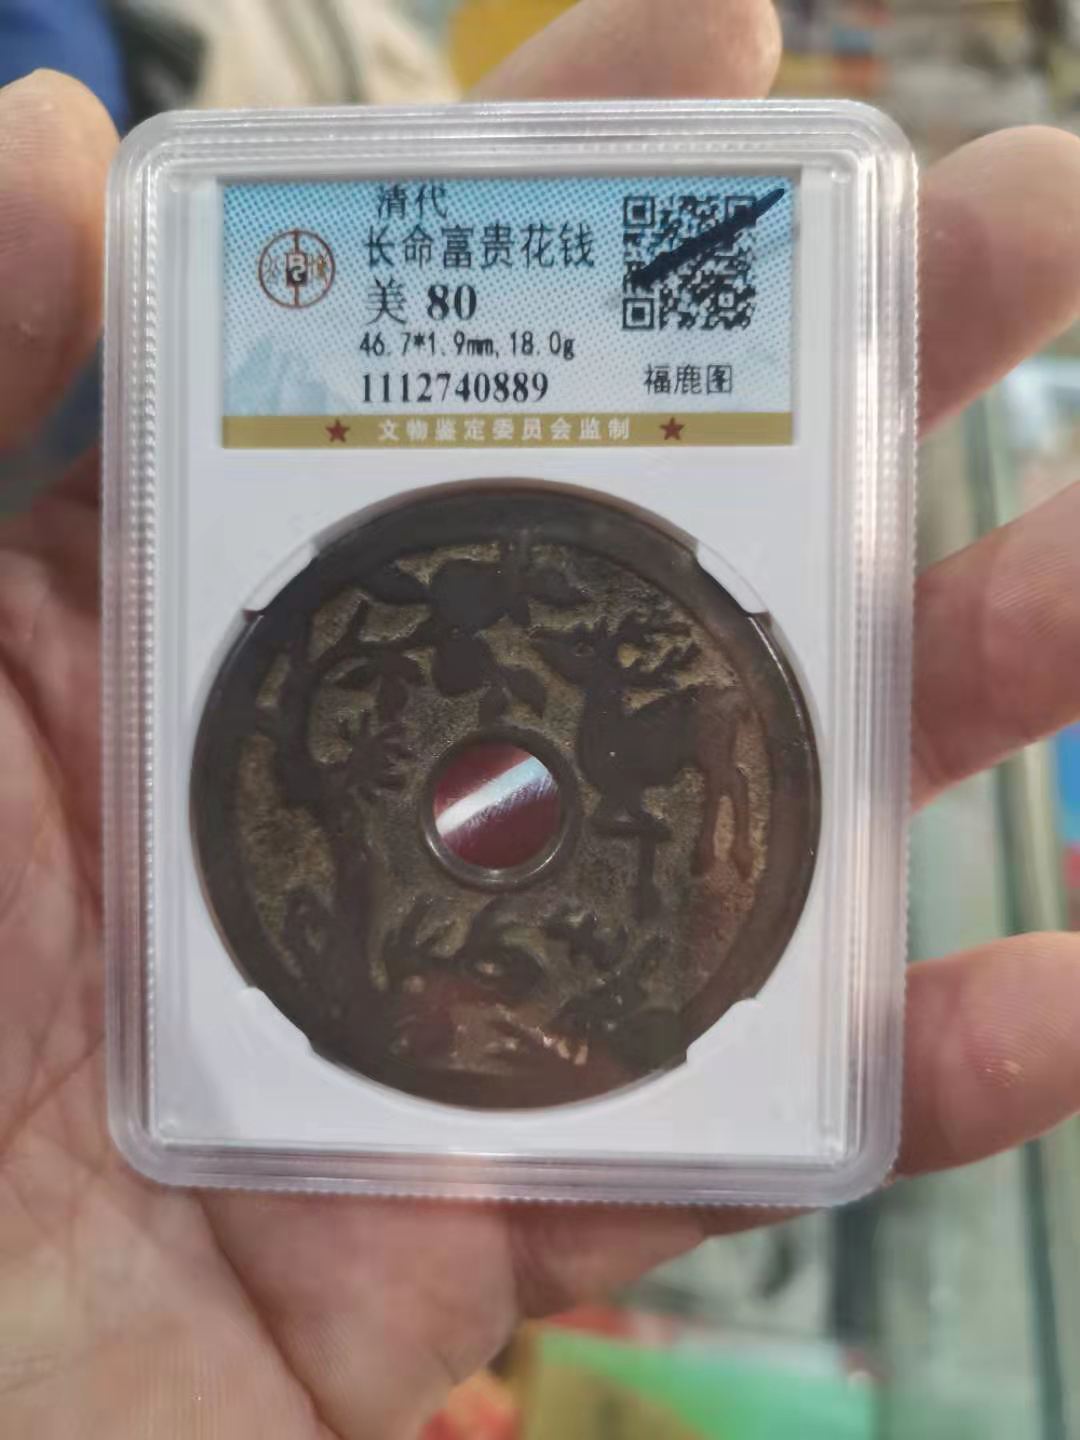 清代
长命富贵花钱
美 80
46.7*1.9mm,18.0g
1112740889
福鹿图
★ 文物鉴定委员会监制 ★